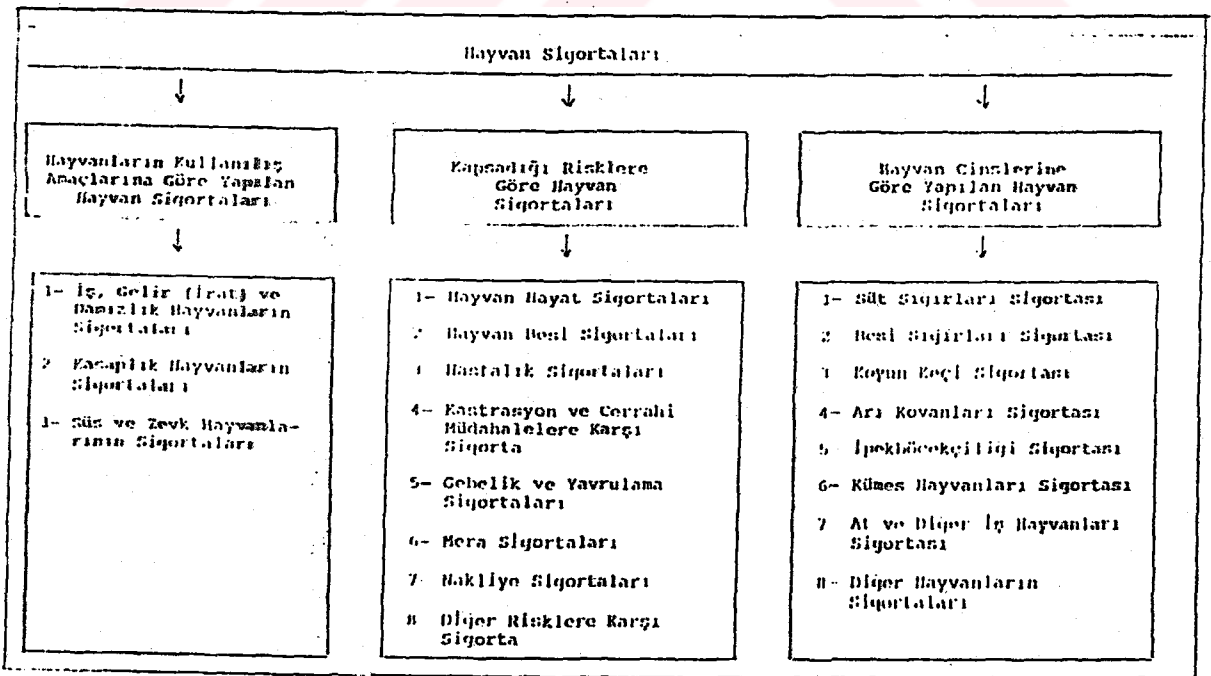 Hayvan Sigortaları
Hayvanların Kullanılış
Amaçlarına Göre Yapılan
Hayvan Sigortaları
1- İş, Gelir (İrat) ve
Damızlık Hayvanların
Sigortaları
2 Kasaplık Hayvanların
Sigortaları
3- Süs ve Zevk Hayvanla-
rının Sigortaları
Kapsadığı Risklere
Göre Hayvan
Sigortaları
1- Hayvan Hayat Sigortaları
2 Hayvan Besi Sigortaları
3 Hastalık Sigortaları
4- Kastrasyon ve Cerrahi
Müdahalelere Karşı
Sigorta
5- Gebelik ve Yavrulama
Sigortaları
6- Mera Sigortaları
7- Nakliye Sigortaları
8 Diğer Risklere Karşı
Sigorta
Hayvan Cinslerine
Göre Yapılan Hayvan
Sigortaları
1- Süt Sığırları Sigortası
2 Besi Sığırları Sigortası
3 Koyun Keçi Sigortası
4- Arı Kovanları Sigortası
5 İpekböcekçiliği Sigortası
6- Kümes Hayvanları Sigortası
7 At ve Diğer İş Hayvanları
Sigortası
8- Diğer Hayvanların
Sigortaları